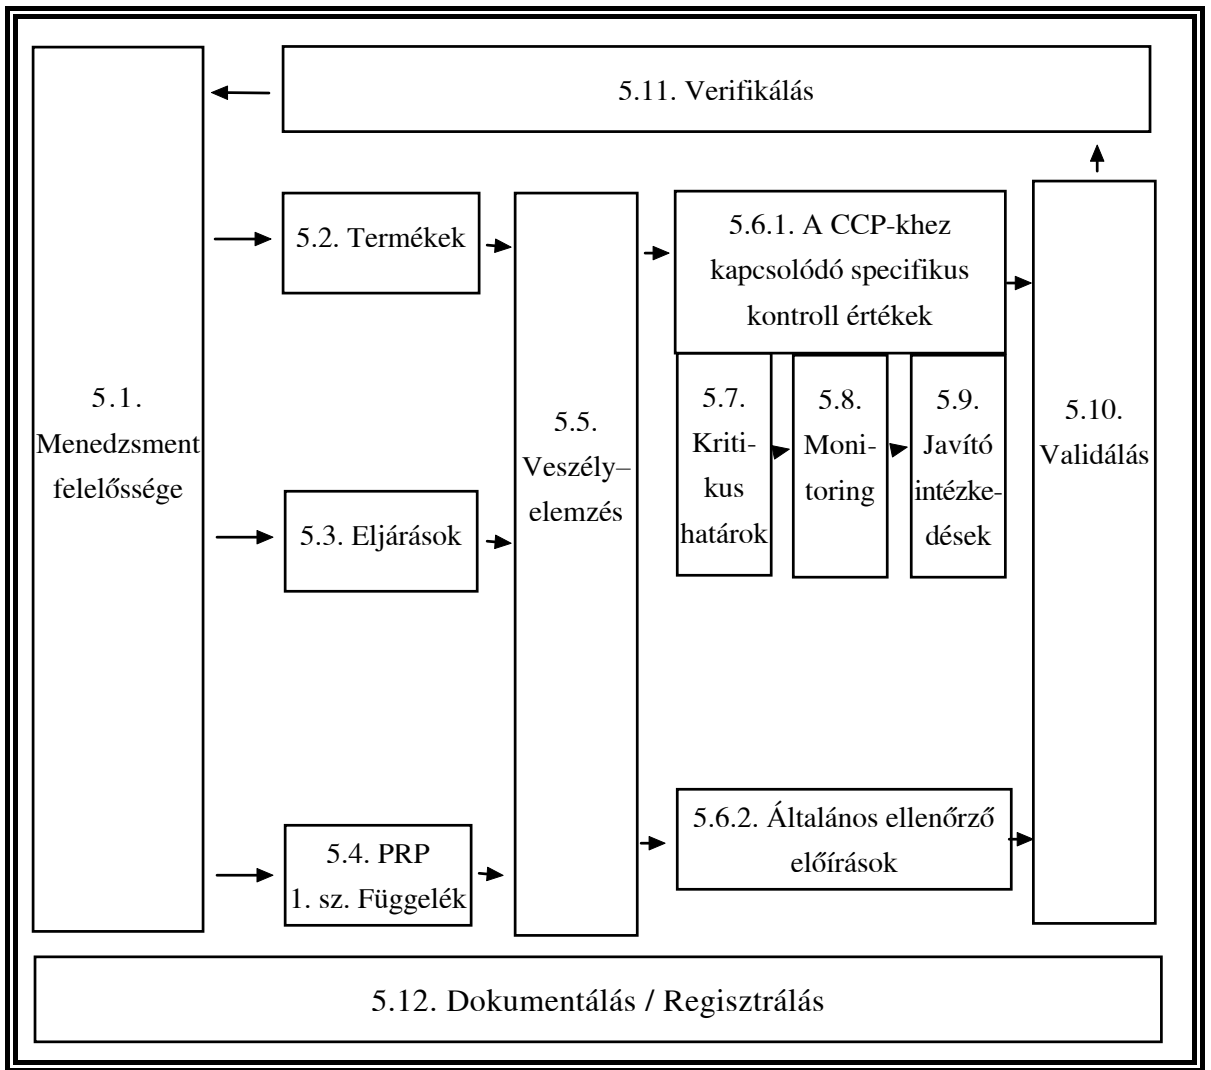 5.11. Verifikálás
5.1.
Menedzsment
felelőssége
5.2. Termékek
5.3. Eljárások
5.4. PRP
1. sz. Függelék
5.5.
Veszély–
elemzés
5.6.1. A CCP-khez
kapcsolódó specifikus
kontroll értékek
5.7.
Kriti-
kus
határok
5.8.
Moni-
toring
5.9.
Javító
intézke-
dések
5.6.2. Általános ellenőrző
előírások
5.10.
Validálás
5.12. Dokumentálás / Regisztrálás